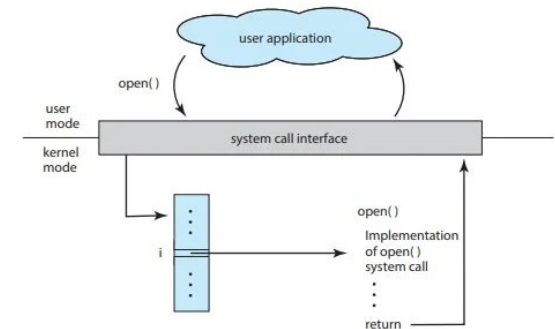 user application
open( )
user
mode
system call interface
kernel
mode
open( )
i
Implementation
of open( )
system call
return